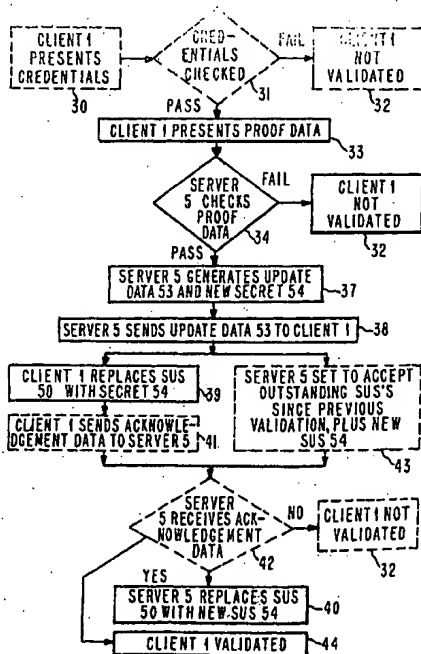 CLIENT 1
PRESENTS
CREDENTIALS
30
CRED-
ENTIALS
CHECKED
31
FAIL
CLIENT 1
NOT
VALIDATED
32
PASS
CLIENT 1 PRESENTS PROOF DATA
33
SERVER
5 CHECKS
PROOF
DATA
34
FAIL
CLIENT 1
NOT
VALIDATED
32
PASS
SERVER 5 GENERATES UPDATE
DATA 53 AND NEW SECRET 54
37
SERVER 5 SENDS UPDATE DATA 53 TO CLIENT 1
38
CLIENT 1 REPLACES SUS
50 WITH SECRET 54
39
CLIENT 1 SENDS ACKNOWLE-
DGEMENT DATA TO SERVER 5
41
SERVER 5 SET TO ACCEPT
OUTSTANDING SUS'S
SINCE PREVIOUS
VALIDATION, PLUS NEW
SUS 54
43
SERVER
5 RECEIVES ACK-
NOWLEDGEMENT
DATA
42
NO
CLIENT 1 NOT
VALIDATED
32
YES
SERVER 5 REPLACES SUS
50 WITH NEW SUS 54
40
CLIENT 1 VALIDATED
44